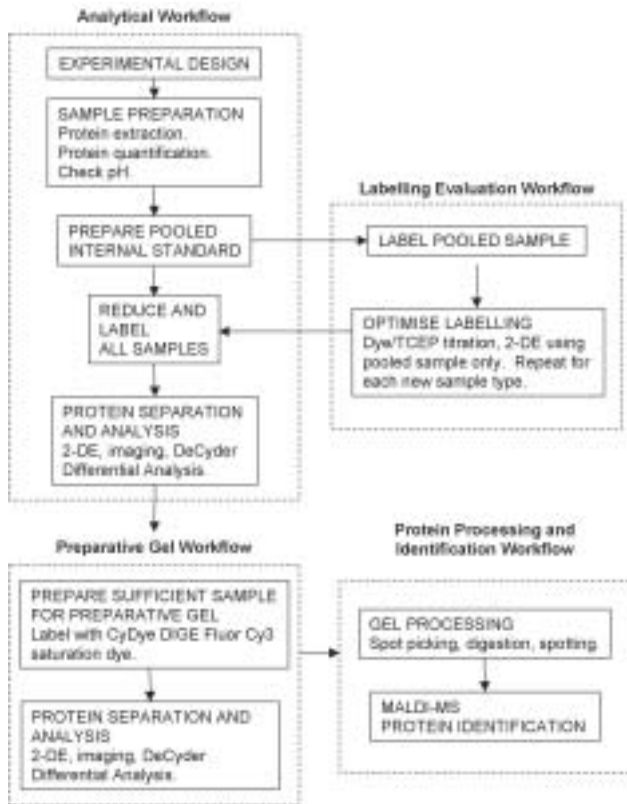 Analytical Workflow
EXPERIMENTAL DESIGN
SAMPLE PREPARATION
Protein extraction.
Protein quantification.
Check pH.
PREPARE POOLED
INTERNAL STANDARD
REDUCE AND
LABEL
ALL SAMPLES
PROTEIN SEPARATION
AND ANALYSIS
2-DE, imaging, DeCyder
Differential Analysis.
Labelling Evaluation Workflow
LABEL POOLED SAMPLE
OPTIMISE LABELLING
Dye/TCEP titration, 2-DE using
pooled sample only. Repeat for
each new sample type.
Preparative Gel Workflow
PREPARE SUFFICIENT SAMPLE
FOR PREPARATIVE GEL
Label with CyDye DIGE Fluor Cy3
saturation dye.
PROTEIN SEPARATION AND
ANALYSIS
2-DE, imaging, DeCyder
Differential Analysis.
Protein Processing and
Identification Workflow
GEL PROCESSING
Spot picking, digestion, spotting.
MALDI-MS
PROTEIN IDENTIFICATION